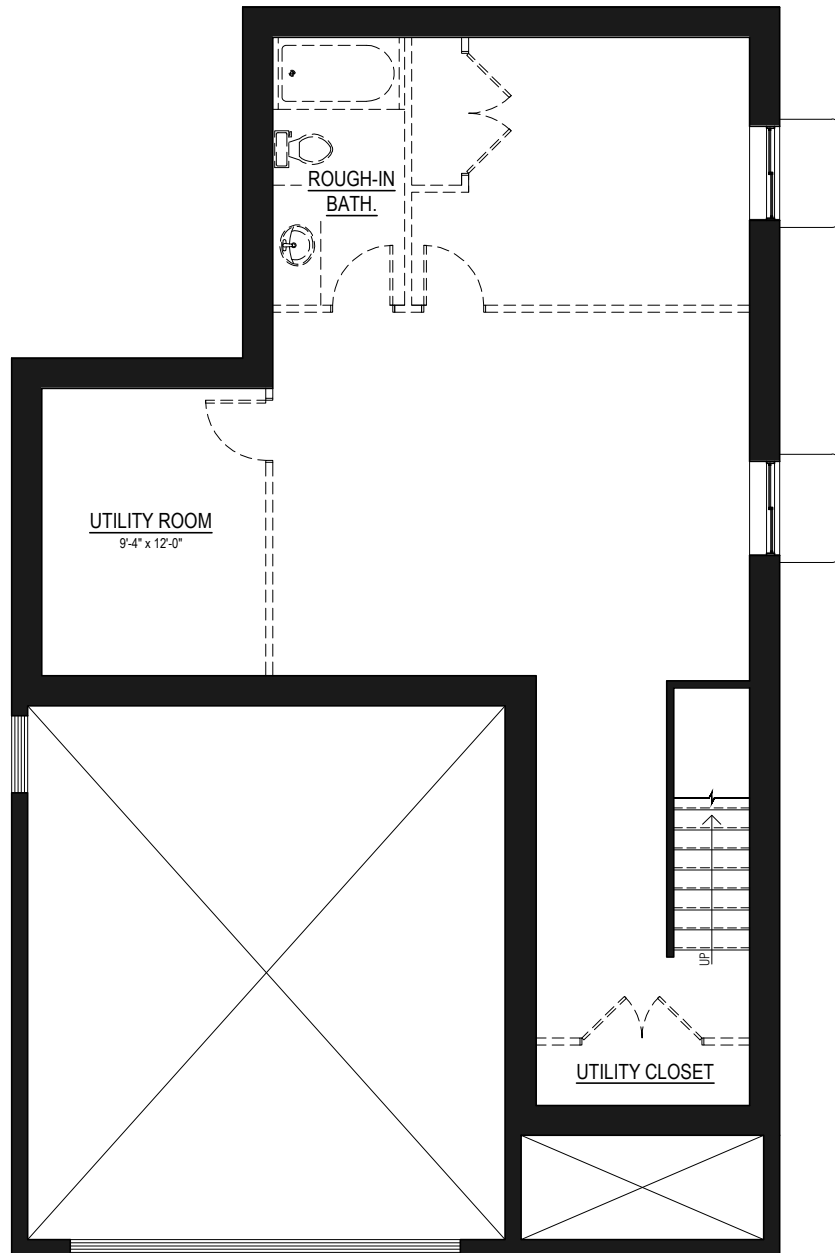 ROUGH-IN
BATH.
UTILITY ROOM
9'-4" x 12'-0"
UP
UTILITY CLOSET